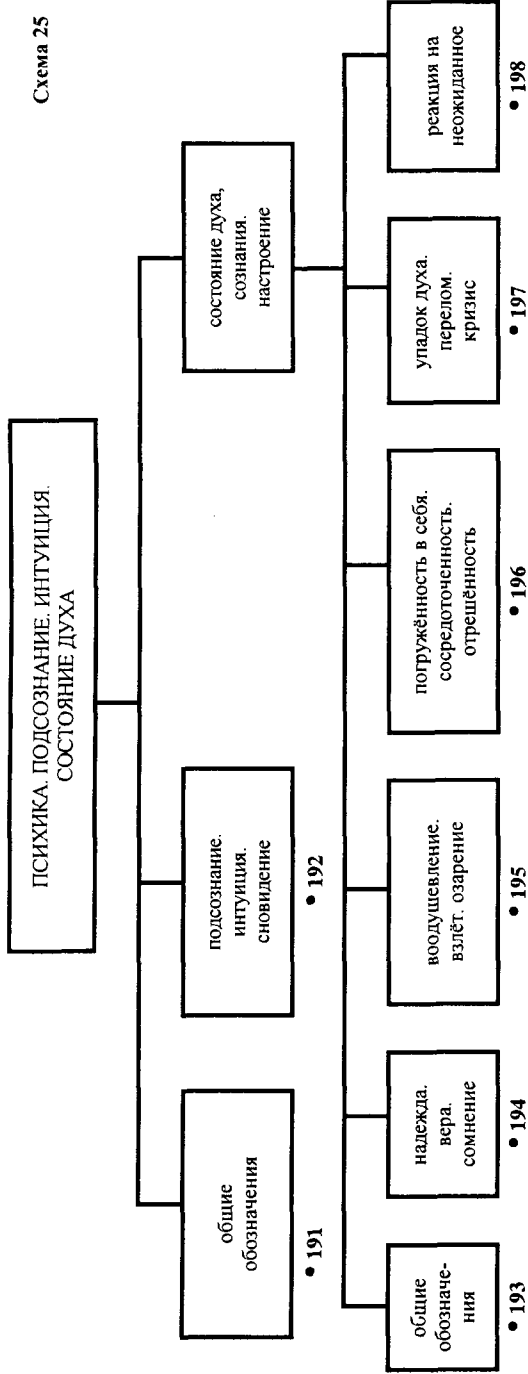 Схема 25
ПСИХИКА. ПОДСОЗНАНИЕ. ИНТУИЦИЯ.
СОСТОЯНИЕ ДУХА
общие
обозначения
• 191
подсознание.
интуиция.
сновидение
• 192
состояние духа,
сознания.
настроение
общие
обозначе-
ния
• 193
надежда.
вера.
сомнение
• 194
воодушевление.
взлёт. озарение
• 195
погружённость в себя.
сосредоточенность.
отрешённость
• 196
упадок духа.
перелом.
кризис
• 197
реакция на
неожиданное
• 198